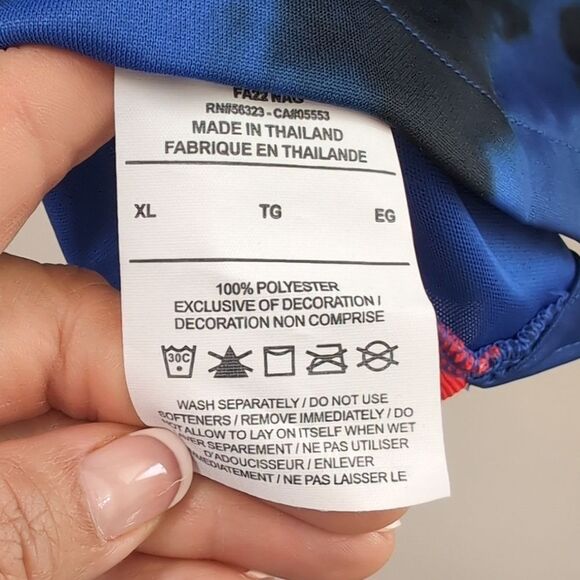 FA22 NAG
RN#56323 - CA#05553
MADE IN THAILAND
FABRIQUE EN THAILANDE
XL TG EG
100% POLYESTER
EXCLUSIVE OF DECORATION /
DECORATION NON COMPRISE
30C
WASH SEPARATELY / DO NOT USE
SOFTENERS / REMOVE IMMEDIATELY / DO
NOT ALLOW TO LAY ON ITSELF WHEN WET
SEPAREMENT / NE PAS UTILISER
D'ADOUCISSEUR / ENLEVER
IMMEDIATEMENT / NE PAS LAISSER LE